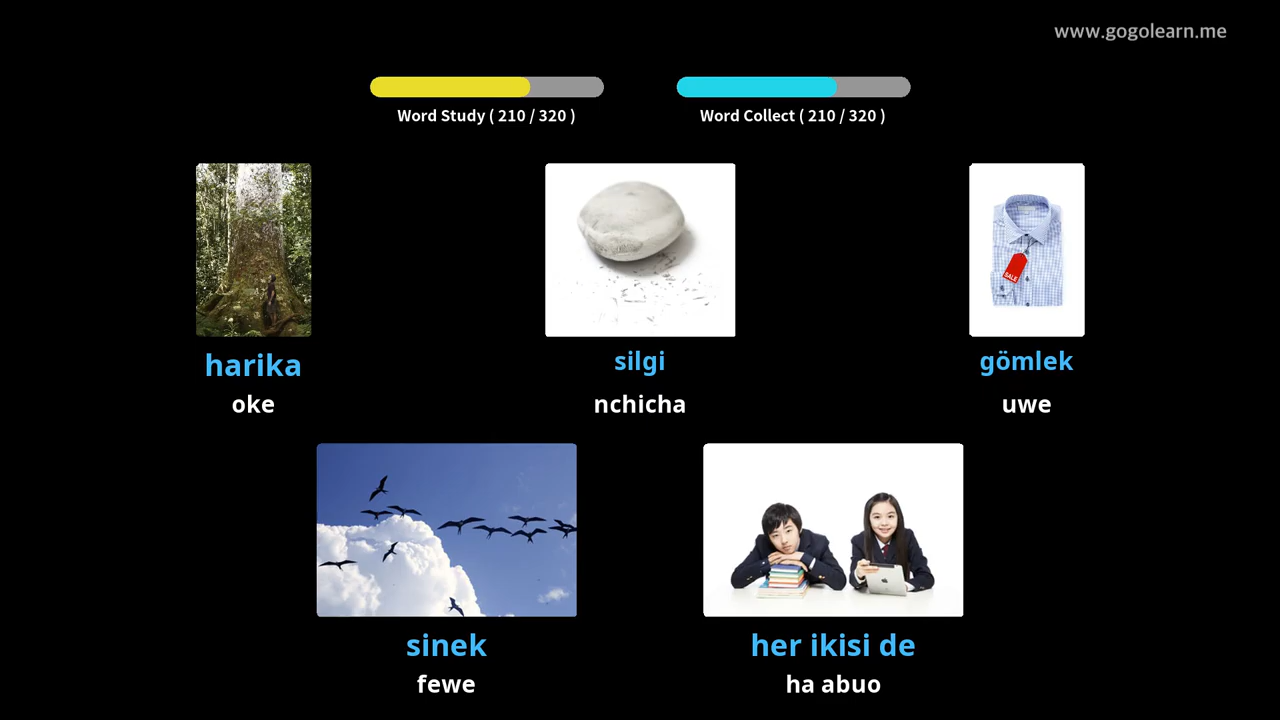 www.gogolearn.me
Word Study ( 210 / 320 )
Word Collect ( 210 / 320 )
SALE
harika
oke
silgi
nchicha
gömlek
uwe
sinek
fewe
her ikisi de
ha abuo